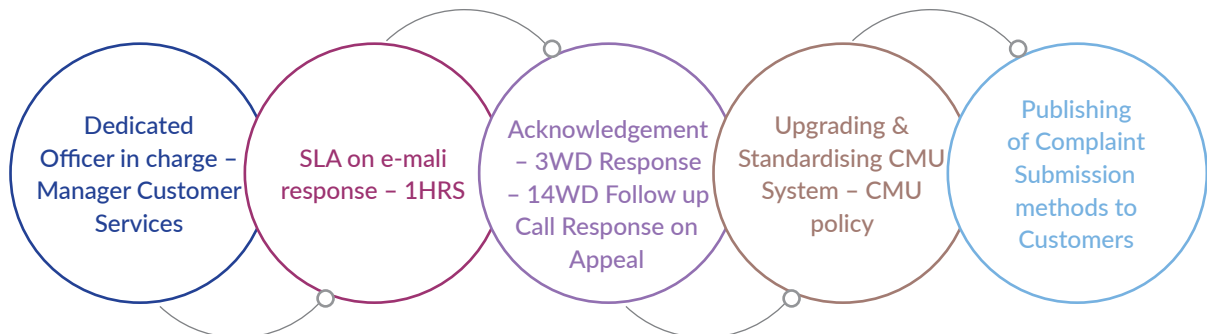 Dedicated
Officer in charge –
Manager Customer
Services
SLA on e-mali
response – 1HRS
Acknowledgement
– 3WD Response
– 14WD Follow up
Call Response on
Appeal
Upgrading &
Standardising CMU
System – CMU
policy
Publishing
of Complaint
Submission
methods to
Customers